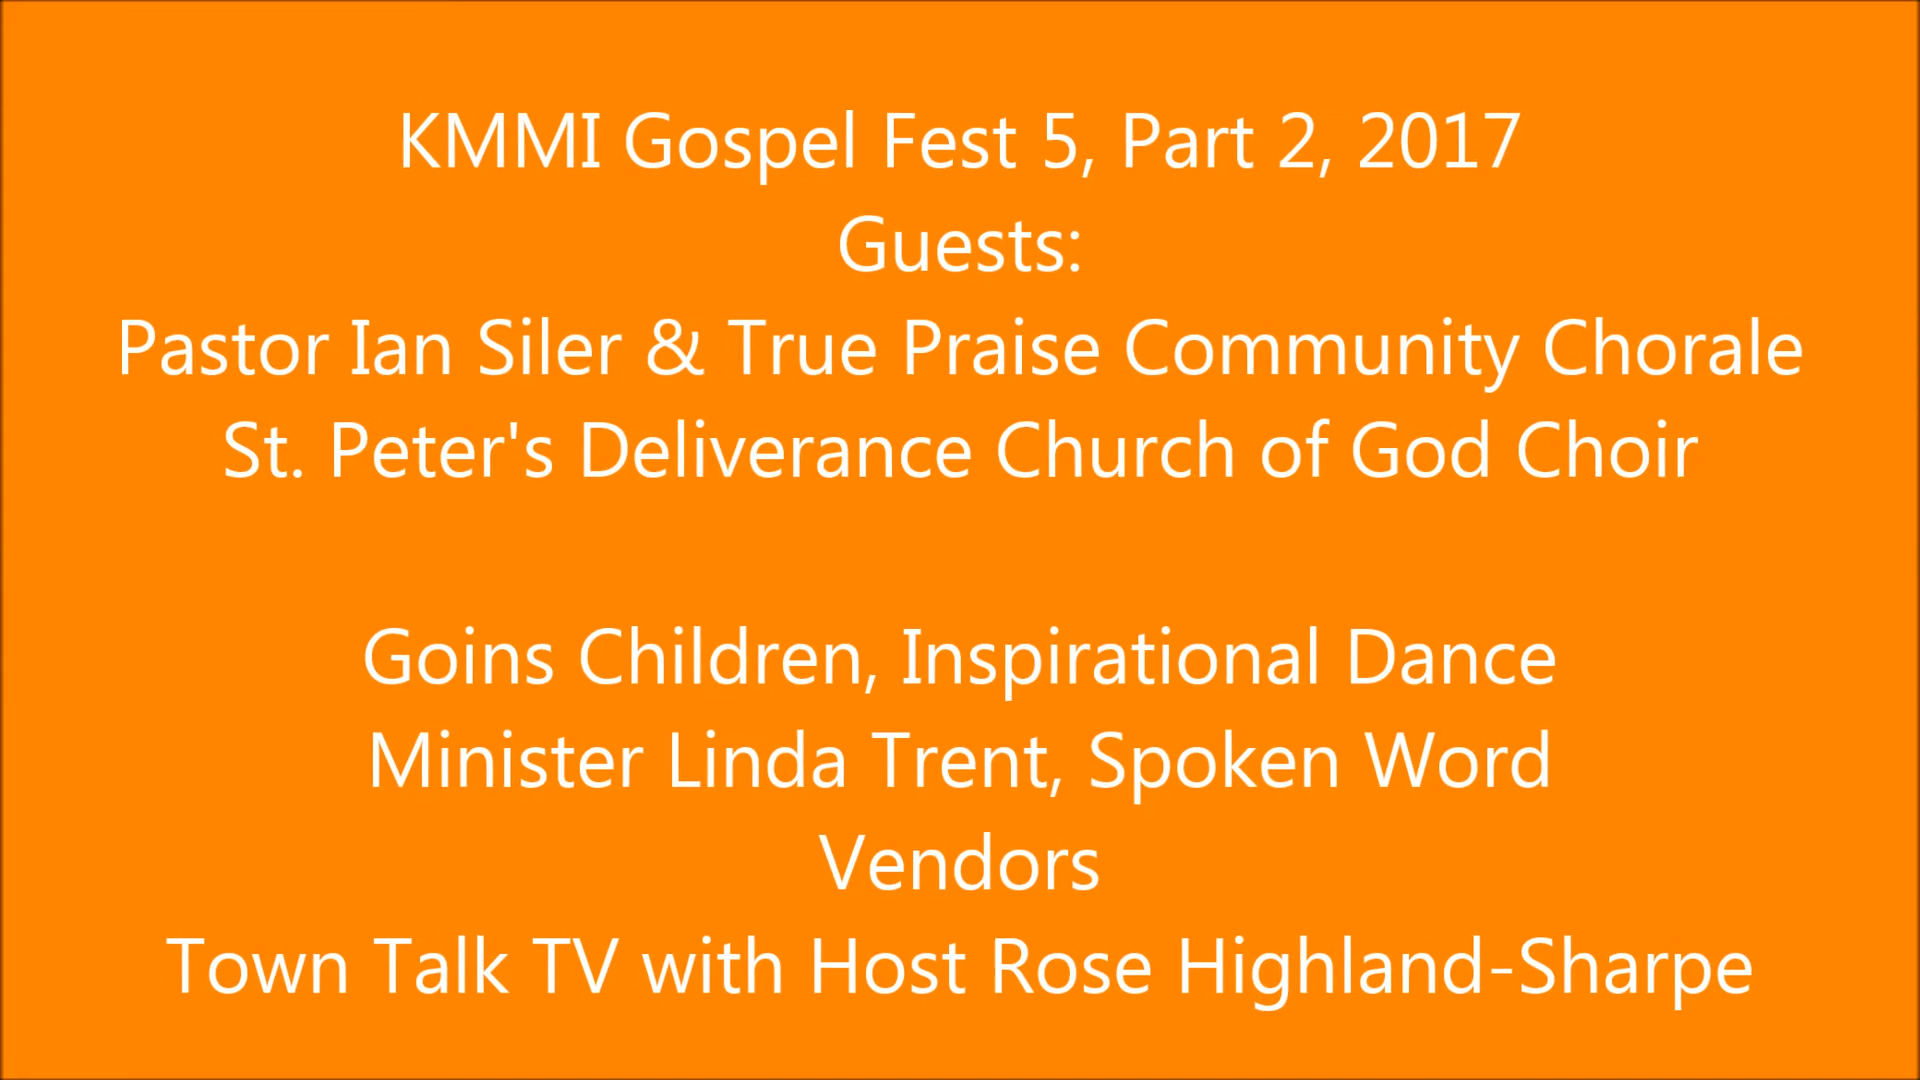 KMMI Gospel Fest 5, Part 2, 2017
Guests:
Pastor Ian Siler & True Praise Community Chorale
St. Peter's Deliverance Church of God Choir
Goins Children, Inspirational Dance
Minister Linda Trent, Spoken Word
Vendors
Town Talk TV with Host Rose Highland-Sharpe